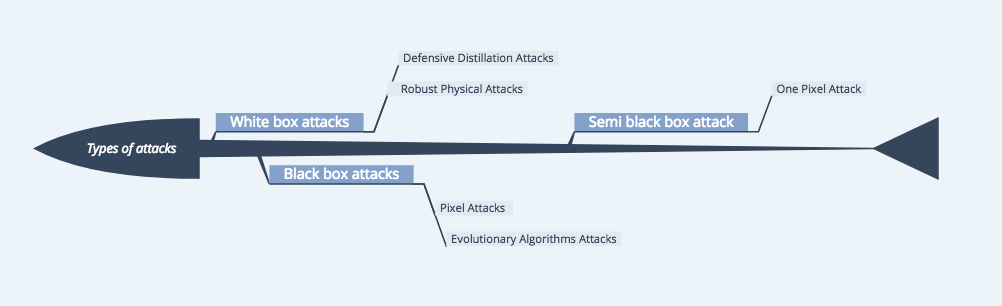 Types of attacks
White box attacks
Defensive Distillation Attacks
Robust Physical Attacks
Black box attacks
Pixel Attacks
Evolutionary Algorithms Attacks
Semi black box attack
One Pixel Attack